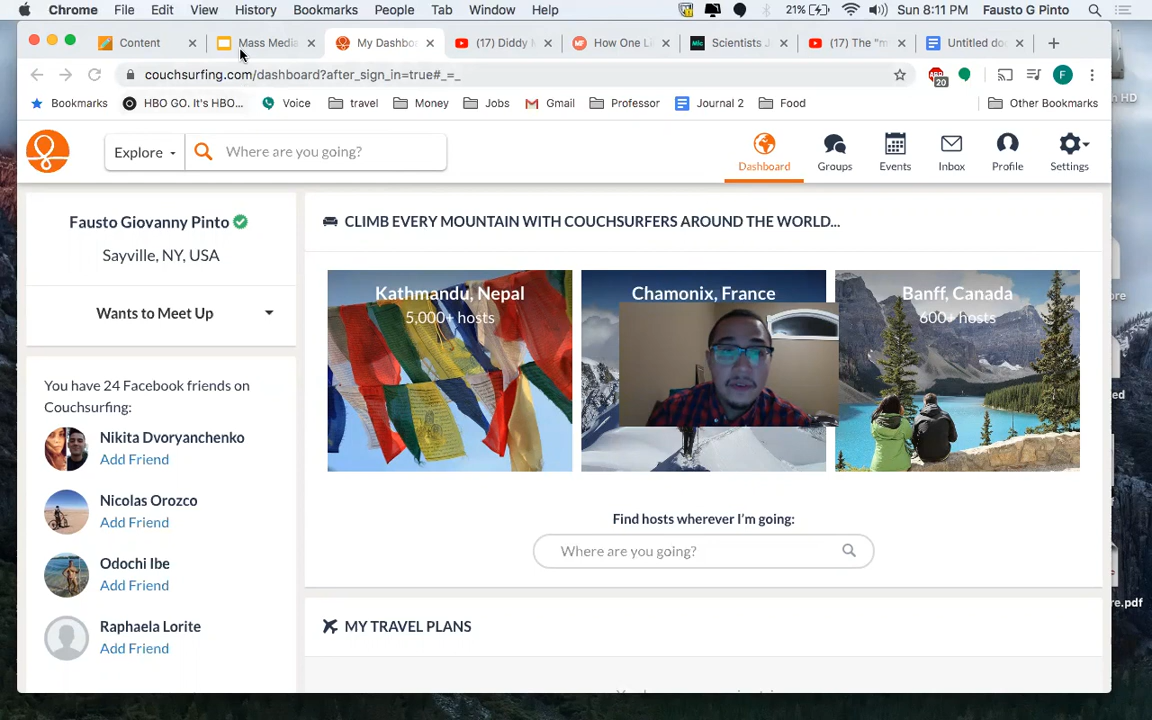 Chrome File Edit View History Bookmarks People Tab Window Help 21% Sun 8:11 PM Fausto G Pinto
Content Mass Media My Dashbo (17) Diddy How One Li Scientists (17) The "m Untitled do
couchsurfing.com/dashboard?after_sign_in=true#_=_ 20 F
Bookmarks HBO GO. It's HBO... Voice travel Money Jobs Gmail Professor Journal 2 Food Other Bookmarks
Explore Where are you going? Dashboard Groups Events Inbox Profile Settings
Fausto Giovanny Pinto
Sayville, NY, USA
Wants to Meet Up
You have 24 Facebook friends on
Couchsurfing:
Nikita Dvoryanchenko
Add Friend
Nicolas Orozco
Add Friend
Odochi Ibe
Add Friend
Raphaela Lorite
Add Friend
CLIMB EVERY MOUNTAIN WITH COUCHSURFERS AROUND THE WORLD...
Kathmandu, Nepal
5,000+ hosts
Chamonix, France
Banff, Canada
600+ hosts
Find hosts wherever I'm going:
Where are you going?
MY TRAVEL PLANS
re.pdf